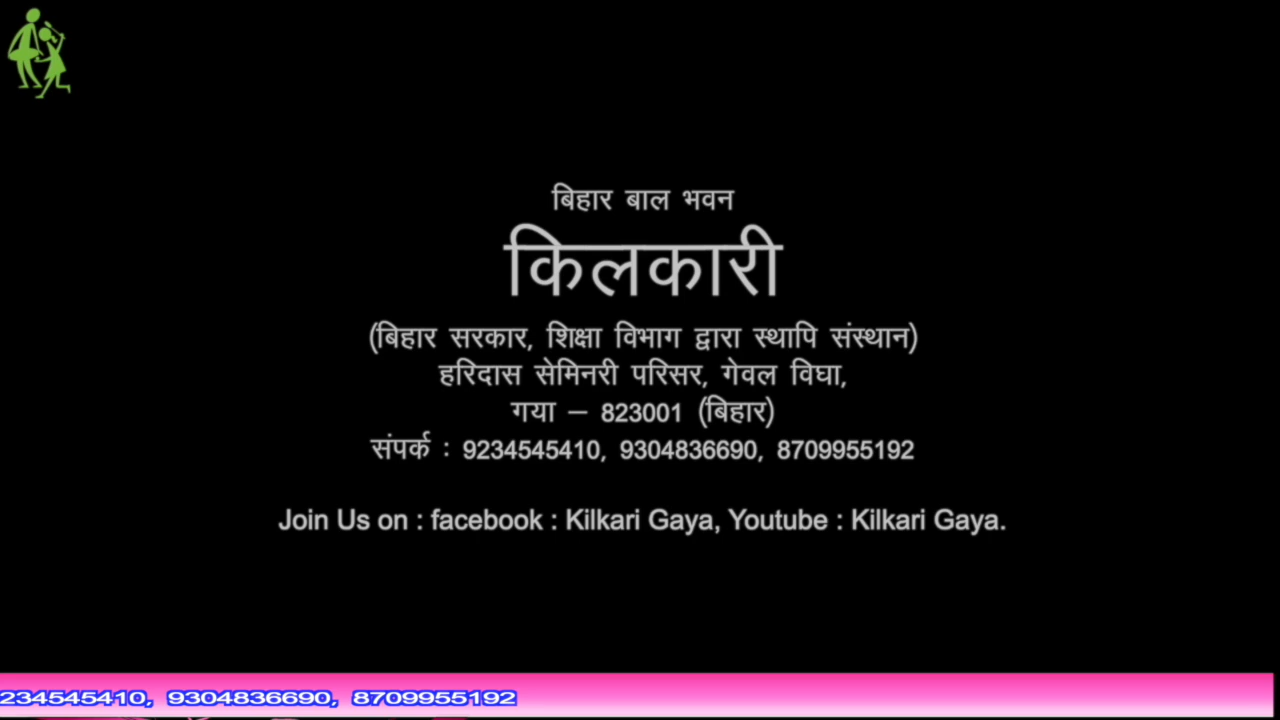 बिहार बाल भवन
किलकारी
(बिहार सरकार, शिक्षा विभाग द्वारा स्थापि संस्थान)
हरिदास सेमिनरी परिसर, गेवल विघा,
गया – 823001 (बिहार)
संपर्क : 9234545410, 9304836690, 8709955192
Join Us on : facebook : Kilkari Gaya, Youtube : Kilkari Gaya.
234545410, 9304836690, 8709955192